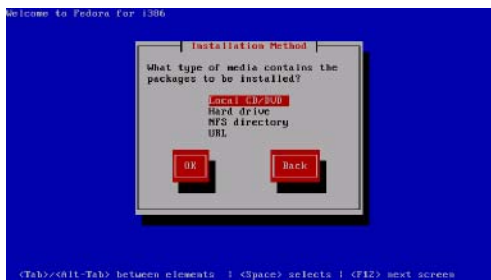 Welcome to Fedora for i386
Installation Method
What type of media contains the
packages to be installed?
Local CD/DVD
Hard drive
NFS directory
URL
OK
Back
<Tab>/<Alt-Tab> between elements | <Space> selects | <F12> next screen